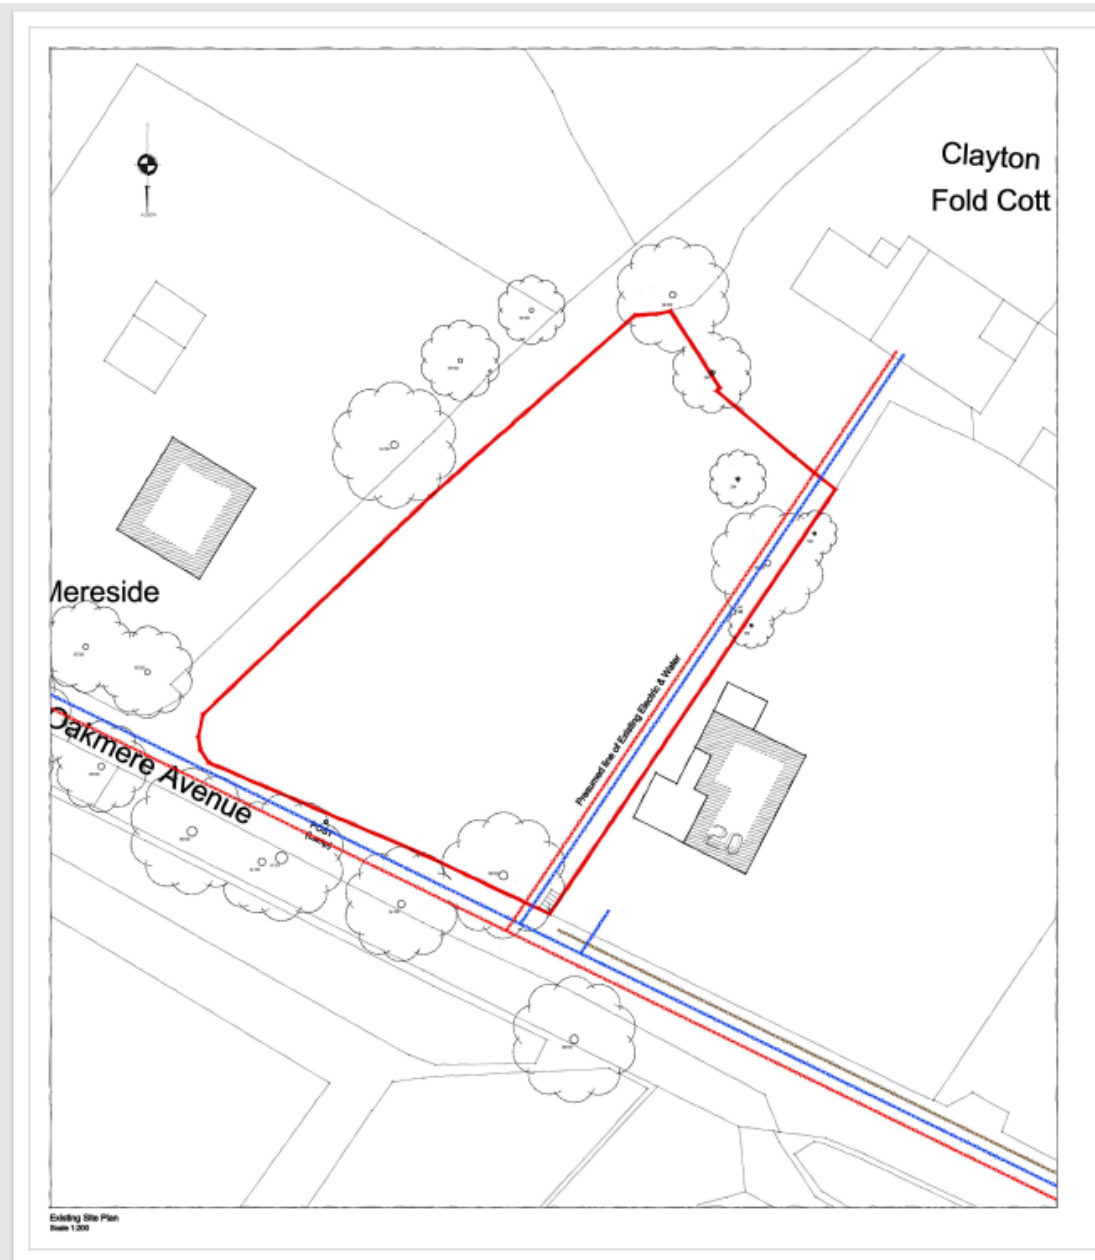 Clayton
Fold Cott
Mereside
Oakmere Avenue
Presumed line of Existing Electric & Water
POST
(Lamp)
20
Existing Site Plan
Scale 1:200